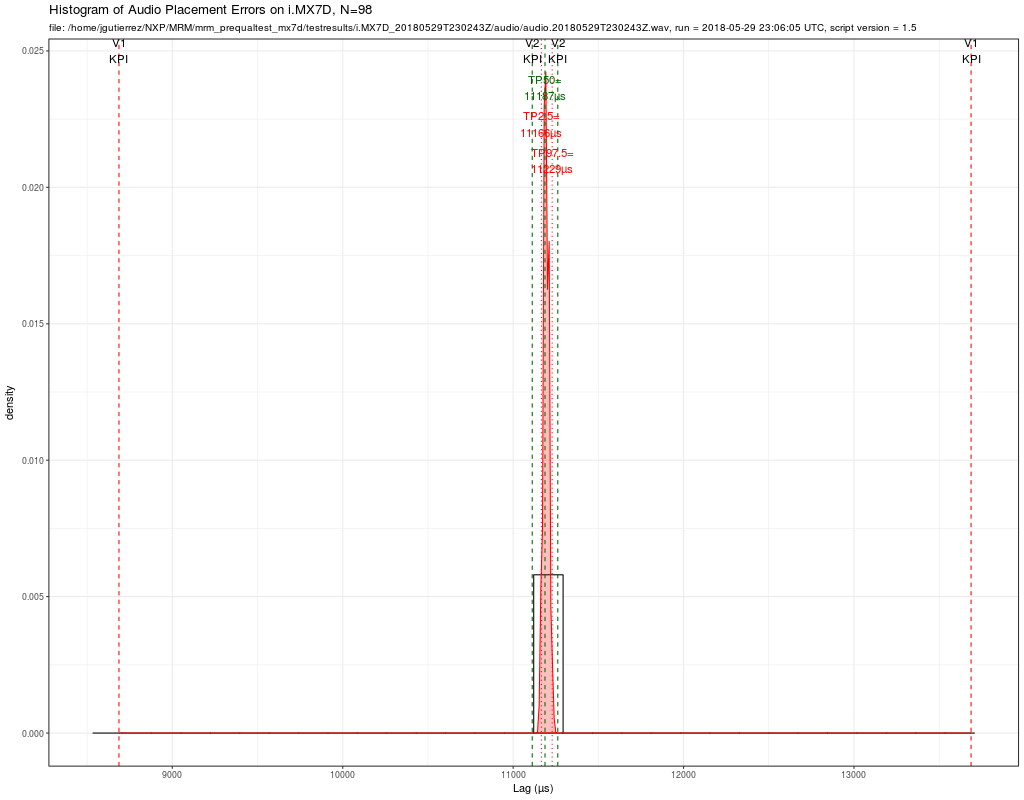 Histogram of Audio Placement Errors on i.MX7D, N=98
file: /home/jgutierrez/NXP/MRM/mrm_prequaltest_mx7d/testresults/i.MX7D_20180529T230243Z/audio/audio.20180529T230243Z.wav, run = 2018-05-29 23:06:05 UTC, script version = 1.5
V1 V2 V2 V1
KPI KPI KPI KPI
TP50=
11187µs
TP2.5=
11166µs
TP97.5=
11229µs
0.025
0.020
0.015
0.010
0.005
0.000
density
9000 10000 11000 12000 13000
Lag (µs)